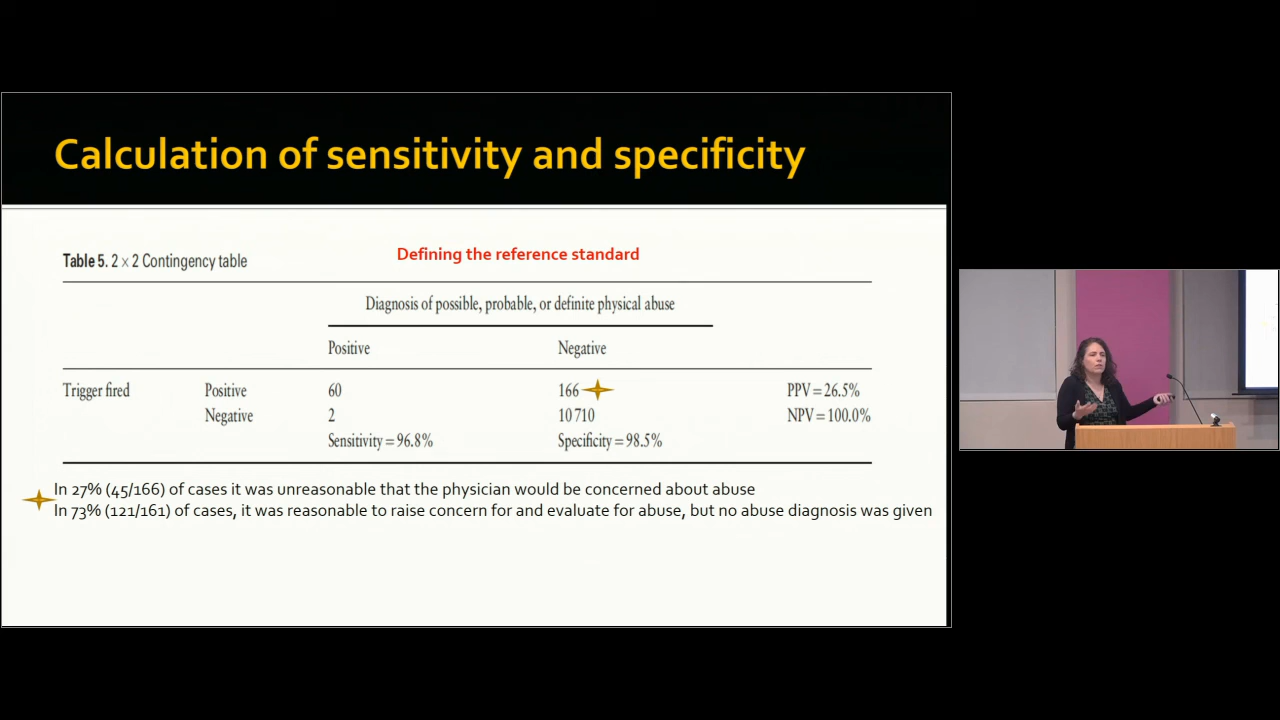 Calculation of sensitivity and specificity
Defining the reference standard
Table 5. 2 × 2 Contingency table
Diagnosis of possible, probable, or definite physical abuse
Positive Negative
Trigger fired Positive 60 166 PPV = 26.5%
Negative 2 10 710 NPV = 100.0%
Sensitivity = 96.8% Specificity = 98.5%
In 27% (45/166) of cases it was unreasonable that the physician would be concerned about abuse
In 73% (121/161) of cases, it was reasonable to raise concern for and evaluate for abuse, but no abuse diagnosis was given